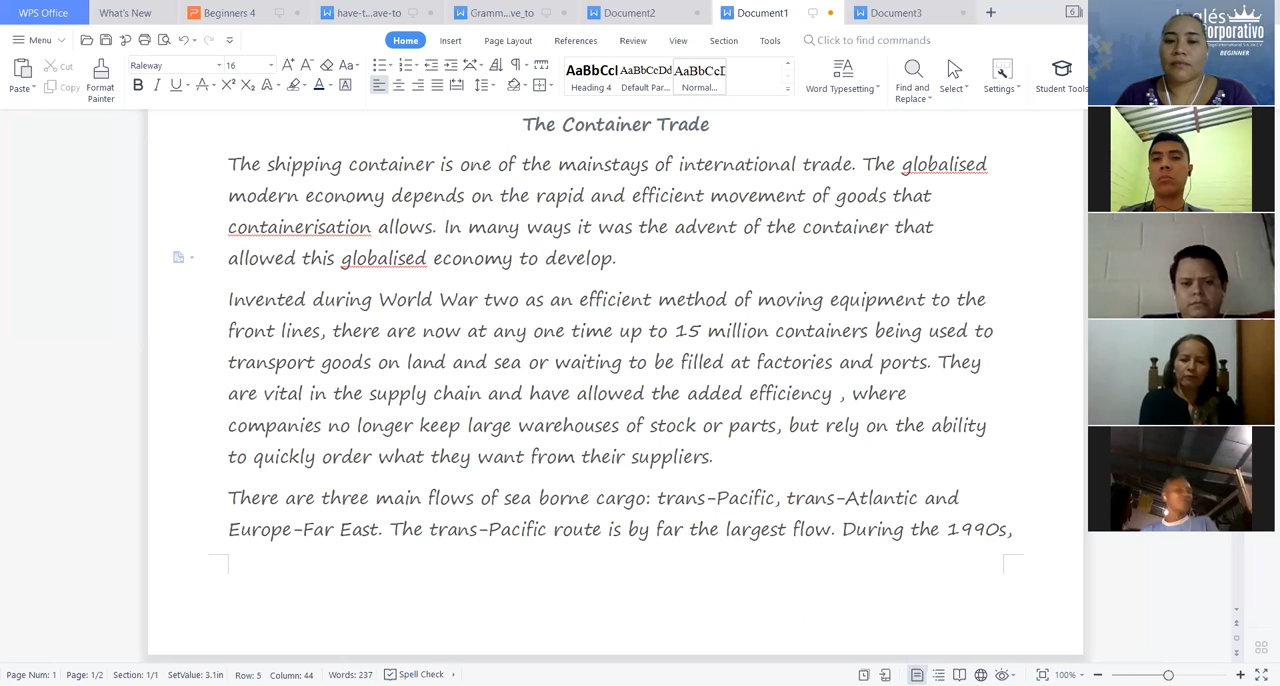 WPS Office What's New Beginners 4 have-t...ave-to Gramm...ve_to Document2 Document1 Document3 6
Menu Home Insert Page Layout References Review View Section Tools Click to find commands
Paste Cut Copy Format Painter Raleway 16
AaBbCcI AaBbCcDd AaBbCcD
Heading 4 Default Par... Normal...
Word Typesetting Find and Replace Select Settings Student Tools
Inglés
Corporativo
BEGINNER
The Container Trade
The shipping container is one of the mainstays of international trade. The globalised
modern economy depends on the rapid and efficient movement of goods that
containerisation allows. In many ways it was the advent of the container that
allowed this globalised economy to develop.
Invented during World War two as an efficient method of moving equipment to the
front lines, there are now at any one time up to 15 million containers being used to
transport goods on land and sea or waiting to be filled at factories and ports. They
are vital in the supply chain and have allowed the added efficiency , where
companies no longer keep large warehouses of stock or parts, but rely on the ability
to quickly order what they want from their suppliers.
There are three main flows of sea borne cargo: trans-Pacific, trans-Atlantic and
Europe-Far East. The trans-Pacific route is by far the largest flow. During the 1990s,
Page Num: 1 Page: 1/2 Section: 1/1 SetValue: 3.1in Row: 5 Column: 44 Words: 237 Spell Check 100%